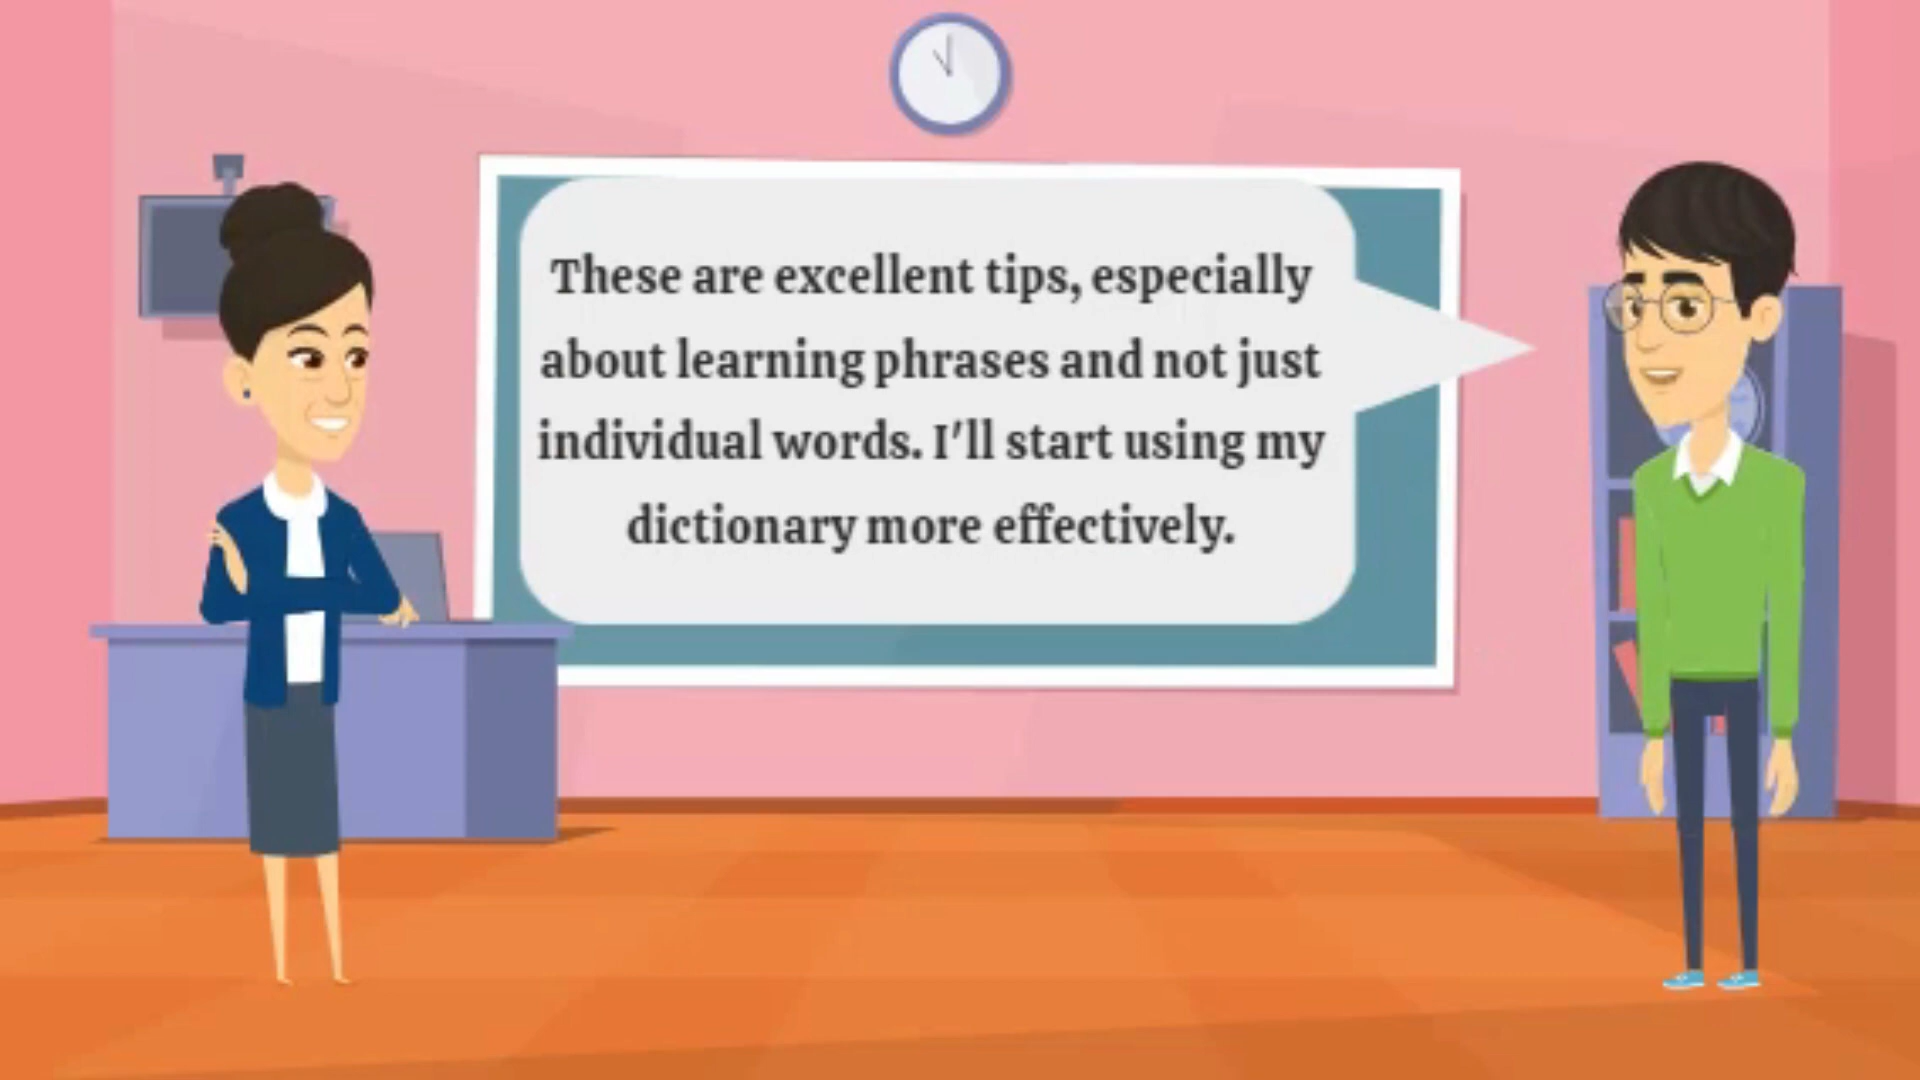 These are excellent tips, especially
about learning phrases and not just
individual words. I'll start using my
dictionary more effectively.